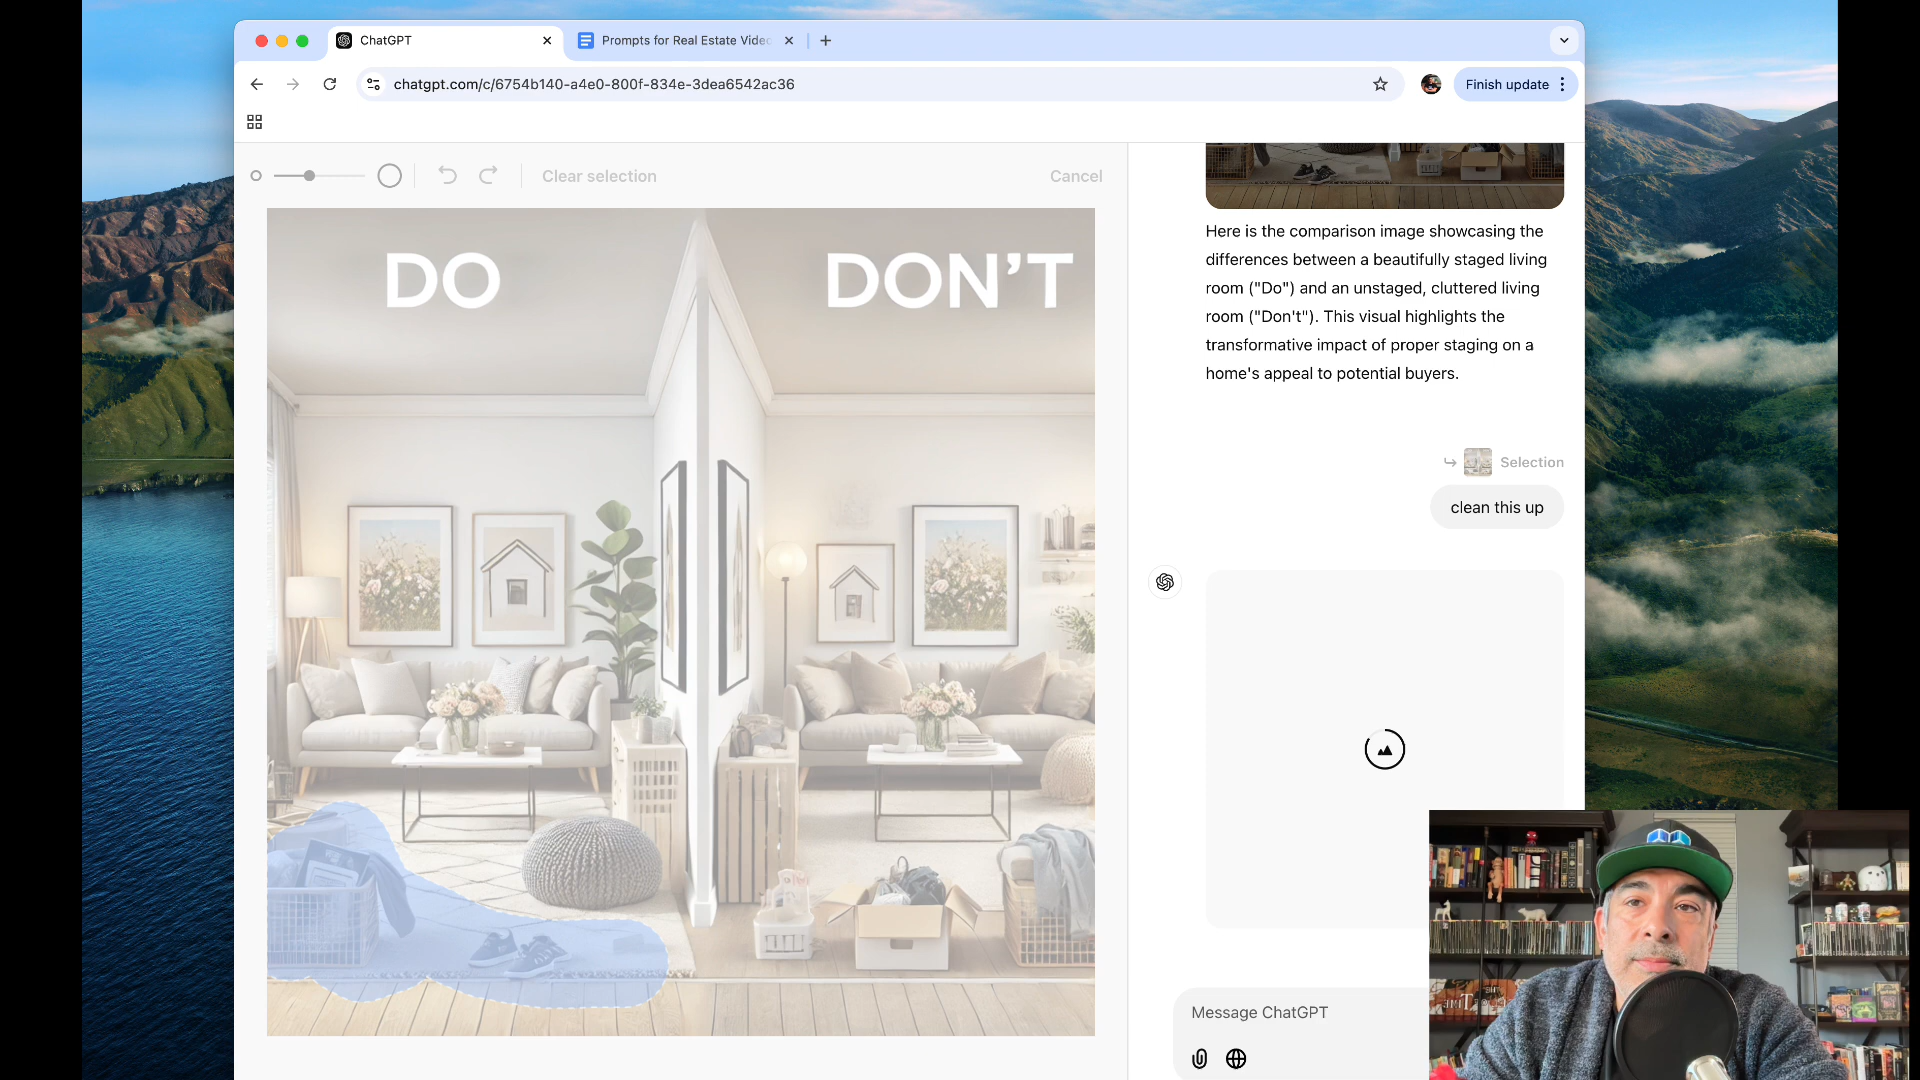 ChatGPT
Prompts for Real Estate Vide
chatgpt.com/c/6754b140-a4e0-800f-834e-3dea6542ac36
Finish update
Clear selection
Cancel
DO
DON'T
Here is the comparison image showcasing the
differences between a beautifully staged living
room ("Do") and an unstaged, cluttered living
room ("Don't"). This visual highlights the
transformative impact of proper staging on a
home's appeal to potential buyers.
Selection
clean this up
Message ChatGPT